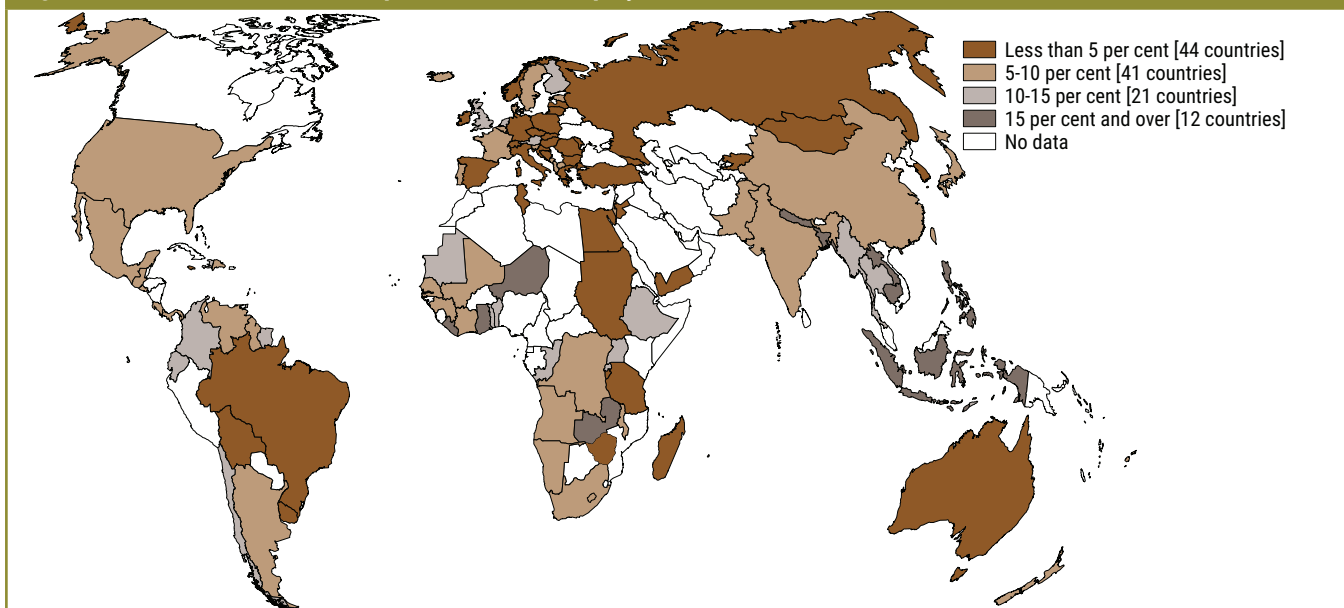 Less than 5 per cent [44 countries]
5-10 per cent [41 countries]
10-15 per cent [21 countries]
15 per cent and over [12 countries]
No data